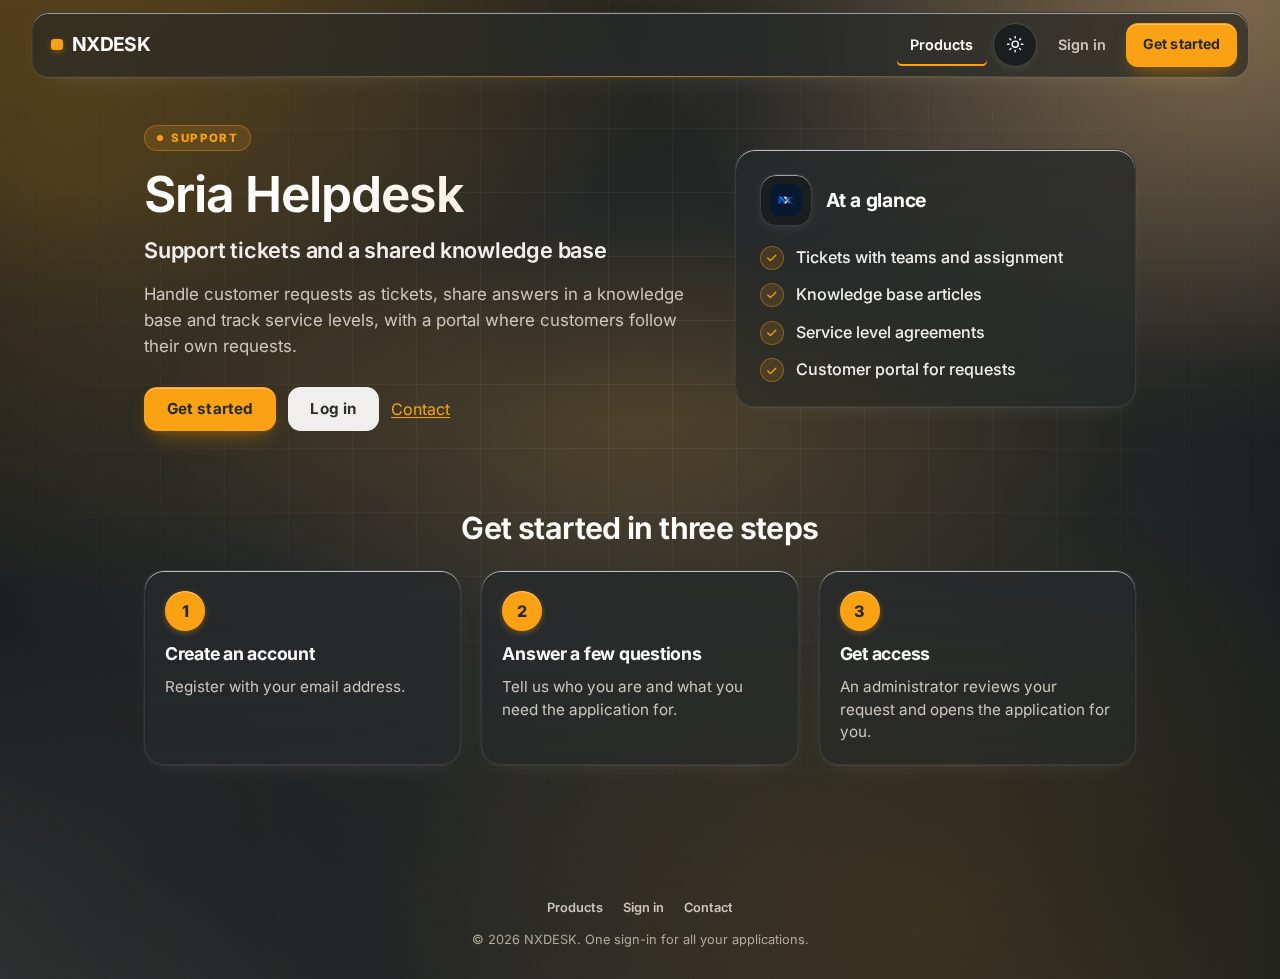 NXDESK
Products
Sign in
Get started
SUPPORT
Sria Helpdesk
Support tickets and a shared knowledge base
Handle customer requests as tickets, share answers in a knowledge
base and track service levels, with a portal where customers follow
their own requests.
Get started
Log in
Contact
NX
At a glance
Tickets with teams and assignment
Knowledge base articles
Service level agreements
Customer portal for requests
Get started in three steps
1
Create an account
Register with your email address.
2
Answer a few questions
Tell us who you are and what you
need the application for.
3
Get access
An administrator reviews your
request and opens the application for
you.
Products
Sign in
Contact
© 2026 NXDESK. One sign-in for all your applications.